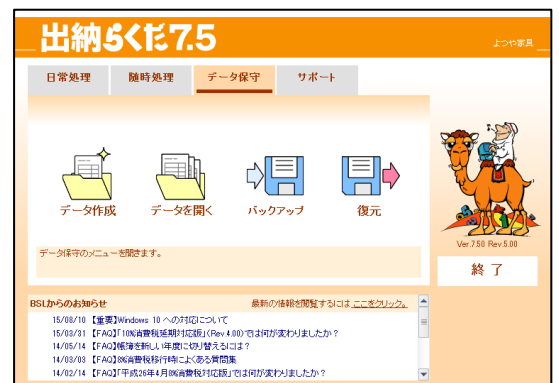 出納らくだ7.5
よつや家具
日常処理 随時処理 データ保守 サポート
データ作成 データを開く バックアップ 復元
Ver.7.50 Rev.5.00
データ保守のメニューを開きます。
終 了
BSLからのお知らせ 最新の情報を閲覧するには ここをクリック。
15/08/10 【重要】Windows 10 への対応について
15/03/31 【FAQ】「10%消費税延期対応版」(Rev.4.00)では何が変わりましたか?
14/05/14 【FAQ】帳簿を新しい年度に切り替えるには?
14/03/03 【FAQ】8%消費税移行時によくある質問集
14/02/14 【FAQ】「平成26年4月8%消費税対応版」では何が変わりましたか?